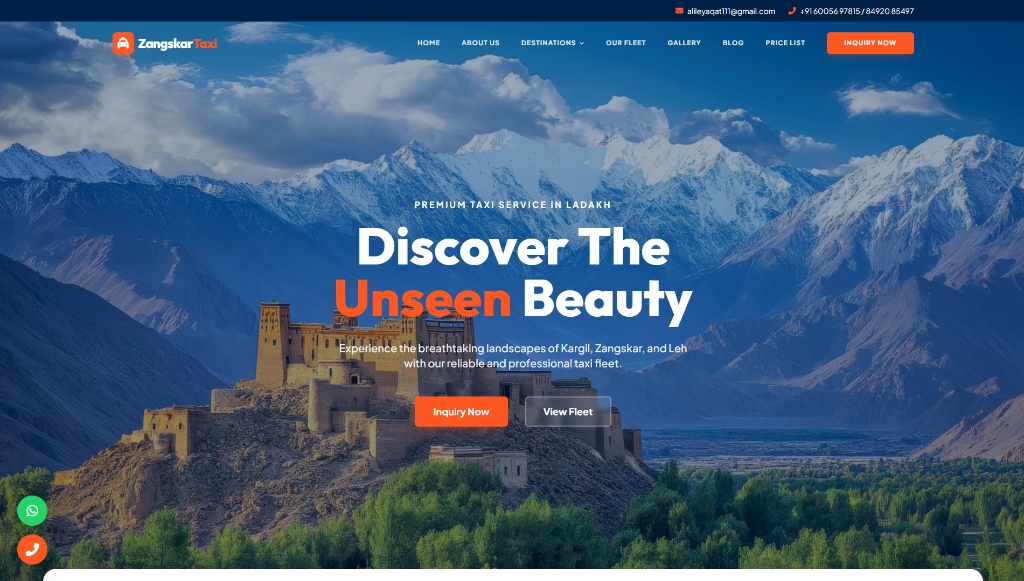 alileyaqat111@gmail.com +91 60056 97815 / 84920 85497
ZangskarTaxi HOME ABOUT US DESTINATIONS OUR FLEET GALLERY BLOG PRICE LIST INQUIRY NOW
PREMIUM TAXI SERVICE IN LADAKH
Discover The
Unseen Beauty
Experience the breathtaking landscapes of Kargil, Zangskar, and Leh
with our reliable and professional taxi fleet.
Inquiry Now View Fleet